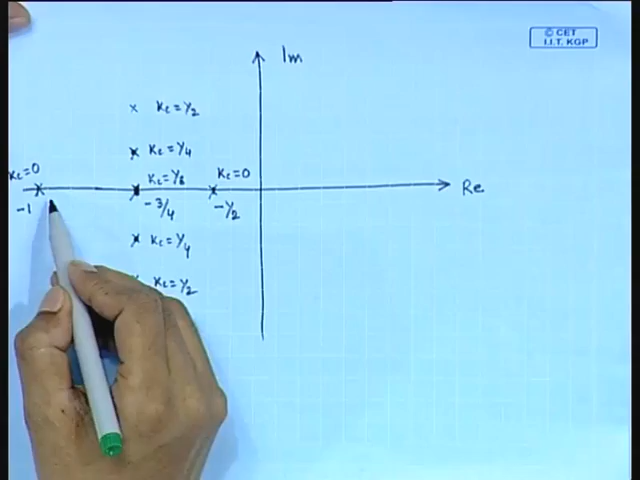 © CET
I.I.T. KGP
Im
Kc=1/2
Kc=1/4
Kc=0
Kc=1/8
Kc=0
Re
-1
-3/4
-1/2
Kc=1/4
Kc=1/2